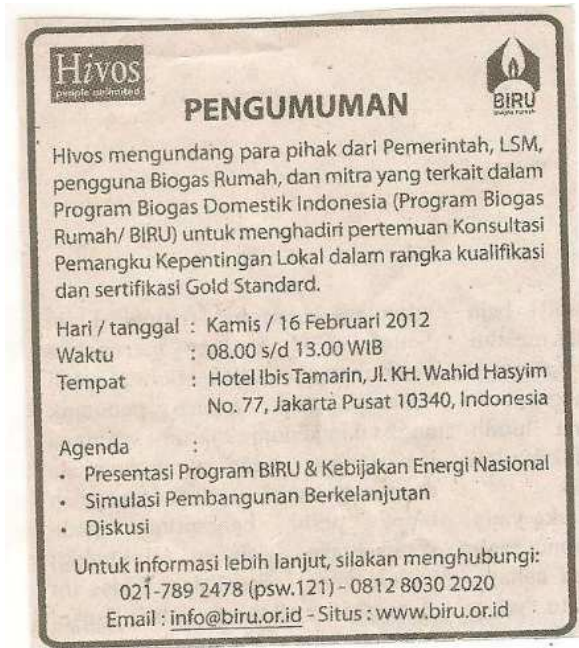 Hivos
people unlimited
BIRU
biogas rumah
PENGUMUMAN
Hivos mengundang para pihak dari Pemerintah, LSM,
pengguna Biogas Rumah, dan mitra yang terkait dalam
Program Biogas Domestik Indonesia (Program Biogas
Rumah/ BIRU) untuk menghadiri pertemuan Konsultasi
Pemangku Kepentingan Lokal dalam rangka kualifikasi
dan sertifikasi Gold Standard.
Hari / tanggal : Kamis / 16 Februari 2012
Waktu : 08.00 s/d 13.00 WIB
Tempat : Hotel Ibis Tamarin, Jl. KH. Wahid Hasyim
No. 77, Jakarta Pusat 10340, Indonesia
Agenda :
• Presentasi Program BIRU & Kebijakan Energi Nasional
• Simulasi Pembangunan Berkelanjutan
• Diskusi
Untuk informasi lebih lanjut, silakan menghubungi:
021-789 2478 (psw.121) - 0812 8030 2020
Email : info@biru.or.id - Situs : www.biru.or.id